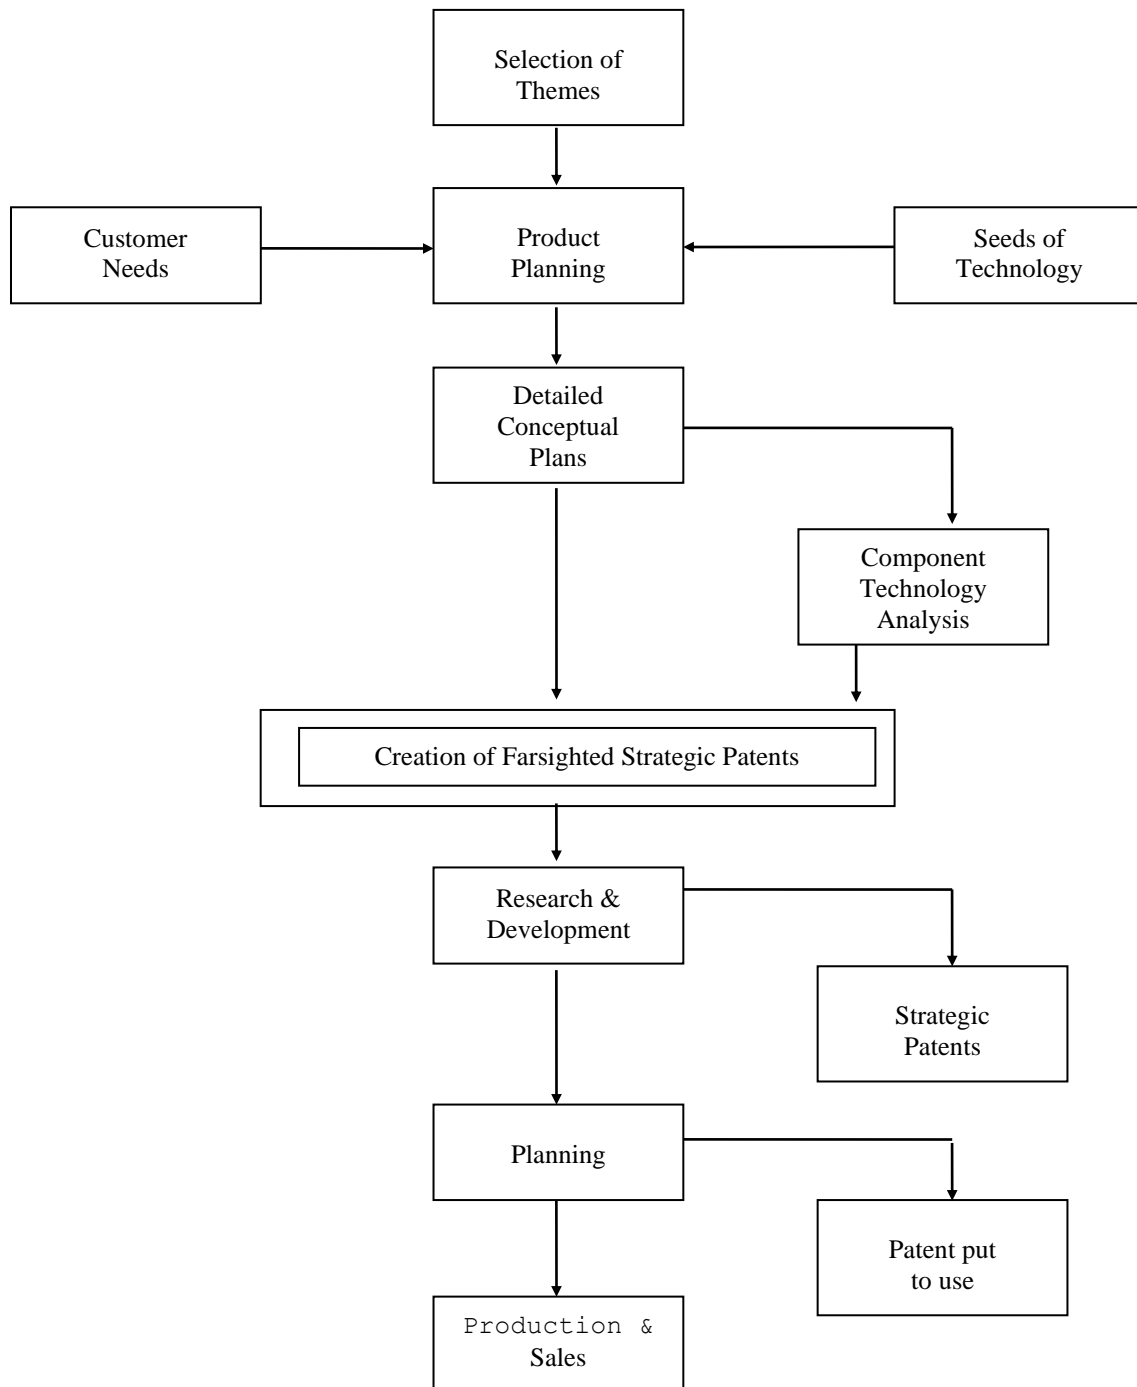 Selection of
Themes
Customer
Needs
Product
Planning
Seeds of
Technology
Detailed
Conceptual
Plans
Component
Technology
Analysis
Creation of Farsighted Strategic Patents
Research &
Development
Strategic
Patents
Planning
Patent put
to use
Production &
Sales